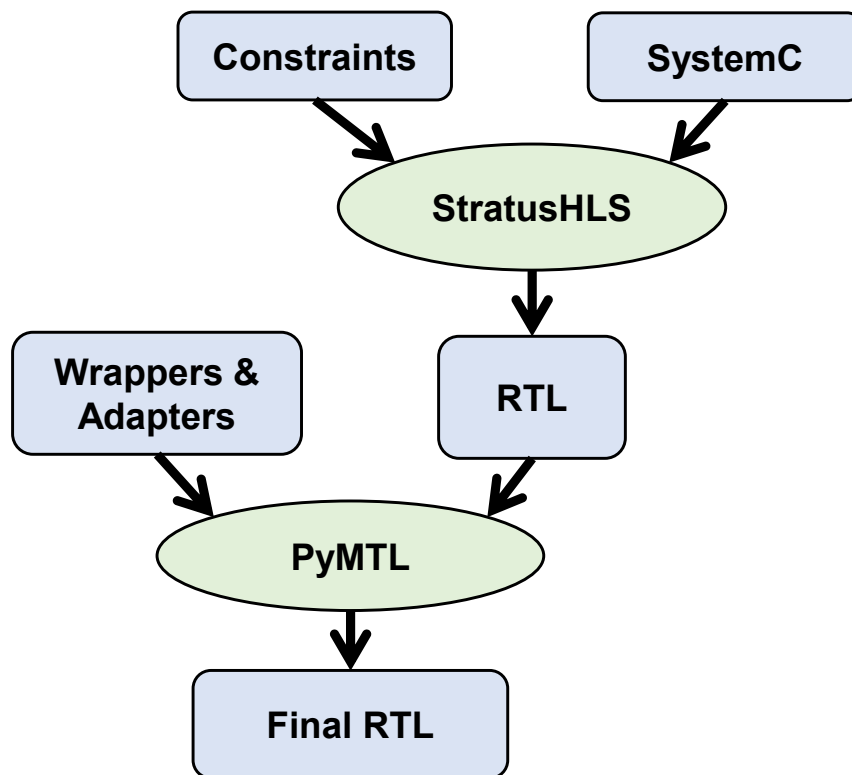 Constraints
SystemC
StratusHLS
Wrappers &
Adapters
RTL
PyMTL
Final RTL